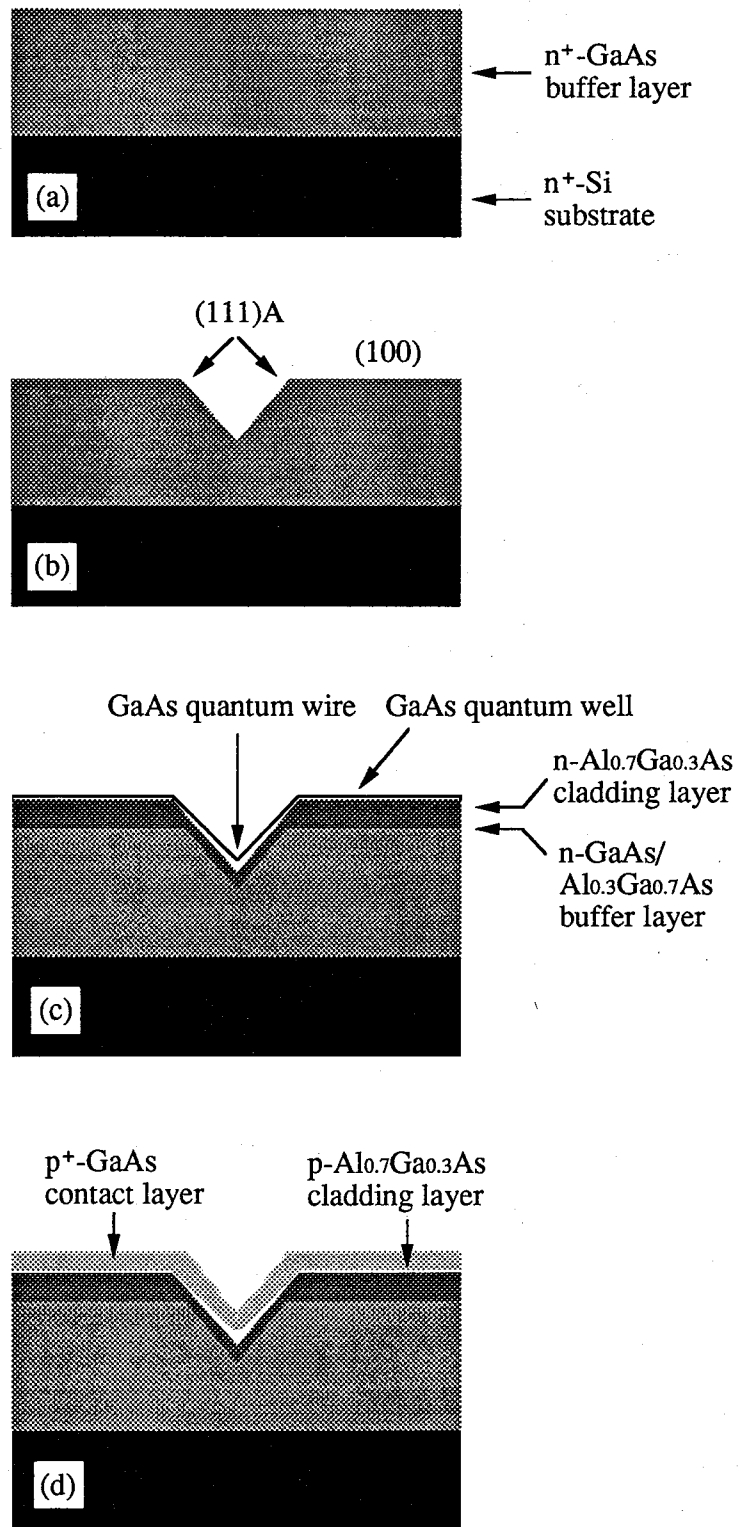 n⁺-GaAs
buffer layer
n⁺-Si
substrate
(a)
(111)A
(100)
(b)
GaAs quantum wire
GaAs quantum well
n-Al0.7Ga0.3As
cladding layer
n-GaAs/
Al0.3Ga0.7As
buffer layer
(c)
p⁺-GaAs
contact layer
p-Al0.7Ga0.3As
cladding layer
(d)